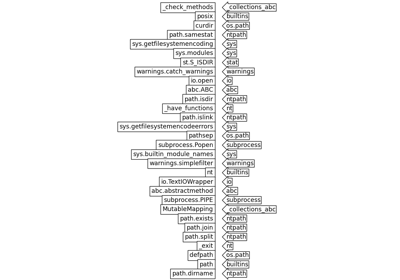 _check_methods _collections_abc
posix builtins
curdir os.path
path.samestat ntpath
sys.getfilesystemencoding sys
sys.modules sys
st.S_ISDIR stat
warnings.catch_warnings warnings
io.open io
abc.ABC abc
path.isdir ntpath
_have_functions nt
path.islink ntpath
sys.getfilesystemencodeerrors sys
pathsep os.path
subprocess.Popen subprocess
sys.builtin_module_names sys
warnings.simplefilter warnings
nt builtins
io.TextIOWrapper io
abc.abstractmethod abc
subprocess.PIPE subprocess
MutableMapping _collections_abc
path.exists ntpath
path.join ntpath
path.split ntpath
_exit nt
defpath os.path
path builtins
path.dirname ntpath